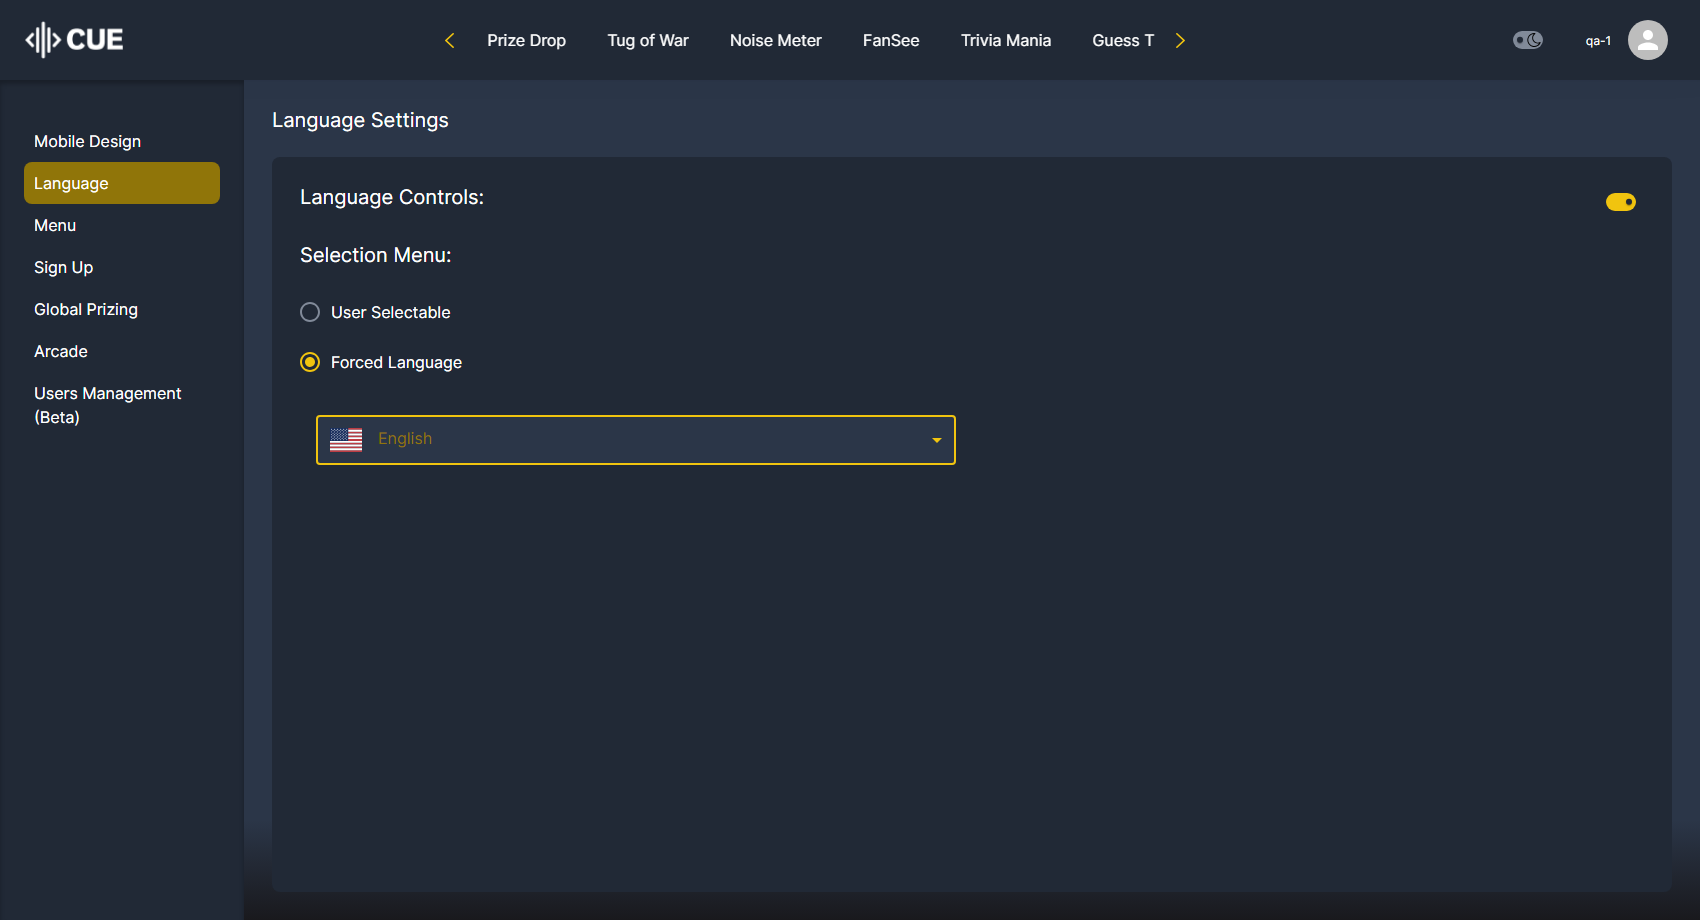 CUE
Prize Drop
Tug of War
Noise Meter
FanSee
Trivia Mania
Guess T
qa-1
Mobile Design
Language
Menu
Sign Up
Global Prizing
Arcade
Users Management
(Beta)
Language Settings
Language Controls:
Selection Menu:
User Selectable
Forced Language
English